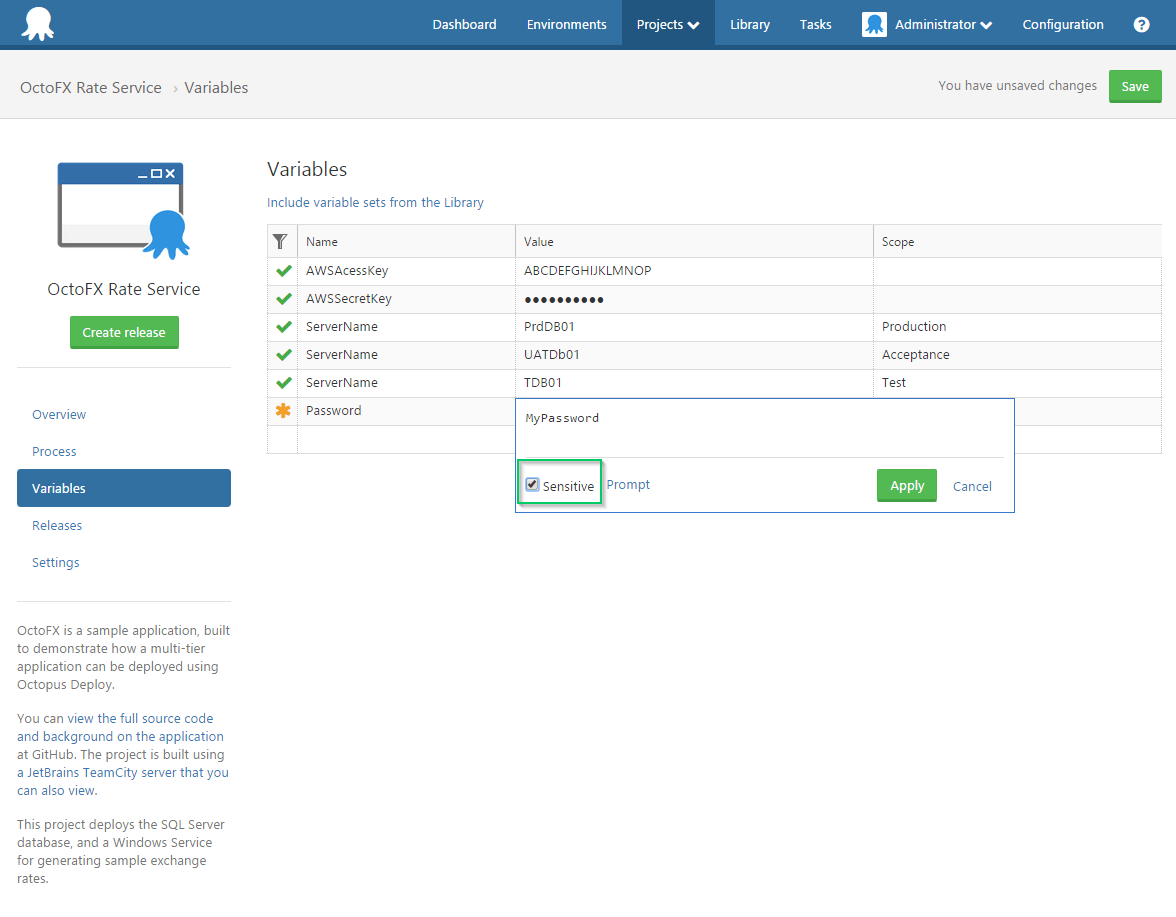 Dashboard Environments Projects Library Tasks Administrator Configuration ?
OctoFX Rate Service › Variables
You have unsaved changes Save
OctoFX Rate Service
Create release
Overview
Process
Variables
Releases
Settings
OctoFX is a sample application, built
to demonstrate how a multi-tier
application can be deployed using
Octopus Deploy.
You can view the full source code
and background on the application
at GitHub. The project is built using
a JetBrains TeamCity server that you
can also view.
This project deploys the SQL Server
database, and a Windows Service
for generating sample exchange
rates.
Variables
Include variable sets from the Library
Name Value Scope
AWSAcessKey ABCDEFGHIJKLMNOP
AWSSecretKey ●●●●●●●●●●
ServerName PrdDB01 Production
ServerName UATDb01 Acceptance
ServerName TDB01 Test
Password MyPassword
Sensitive Prompt Apply Cancel